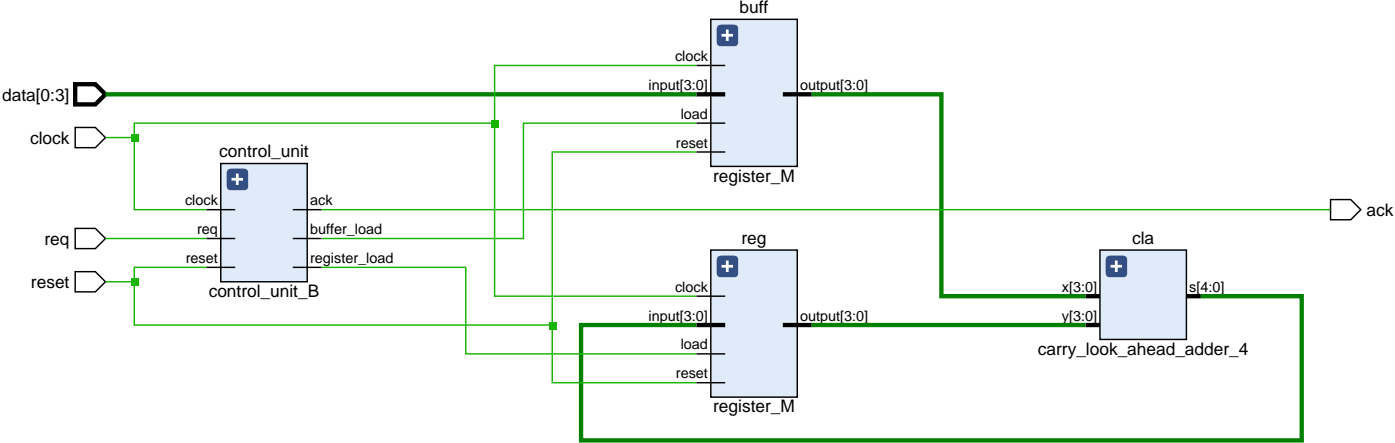 buff
clock
data[0:3]
input[3:0]
output[3:0]
load
clock
reset
control_unit
register_M
clock
ack
req
req
buffer_load
ack
reset
register_load
reset
control_unit_B
reg
cla
clock
x[3:0]
s[4:0]
input[3:0]
output[3:0]
y[3:0]
load
carry_look_ahead_adder_4
reset
register_M